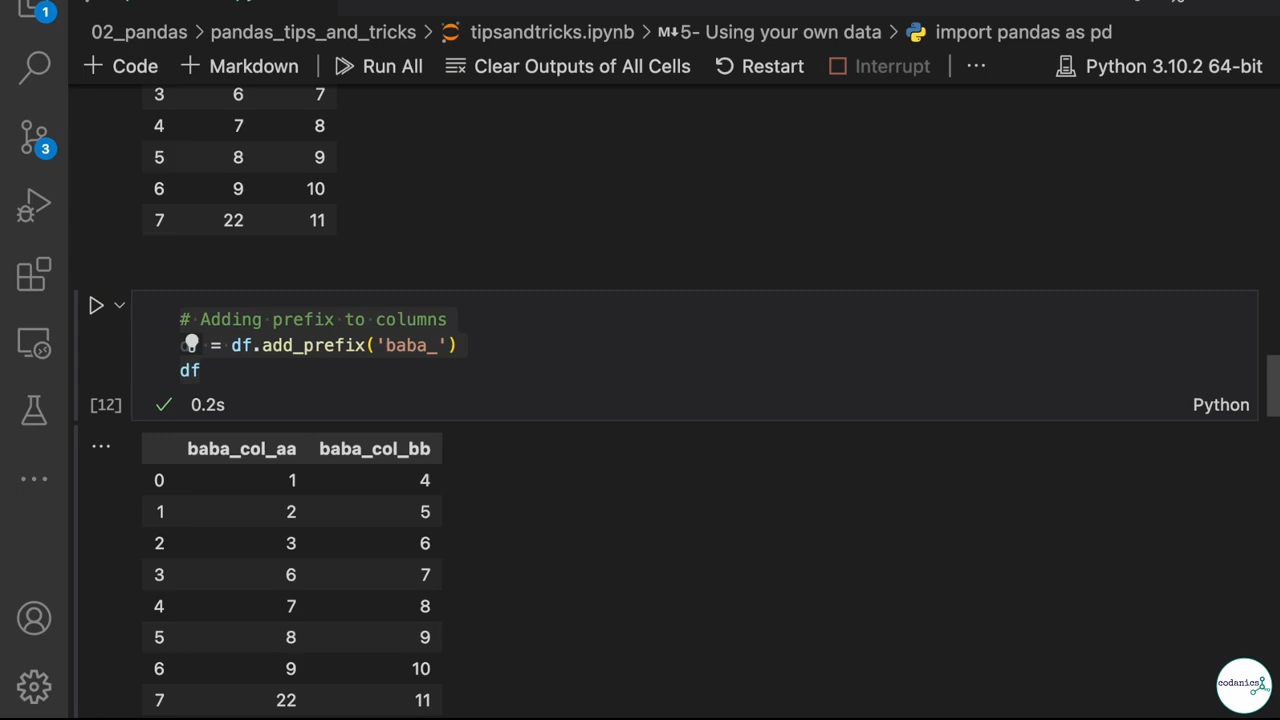 1
02_pandas > pandas_tips_and_tricks > tipsandtricks.ipynb > M↓5- Using your own data > import pandas as pd
+ Code + Markdown | Run All Clear Outputs of All Cells Restart Interrupt | ... Python 3.10.2 64-bit
3 6 7
4 7 8
3
5 8 9
6 9 10
7 22 11
# Adding prefix to columns
= df.add_prefix('baba_')
df
[12] 0.2s Python
... baba_col_aa baba_col_bb
0 1 4
1 2 5
2 3 6
3 6 7
4 7 8
5 8 9
6 9 10
7 22 11
codanics